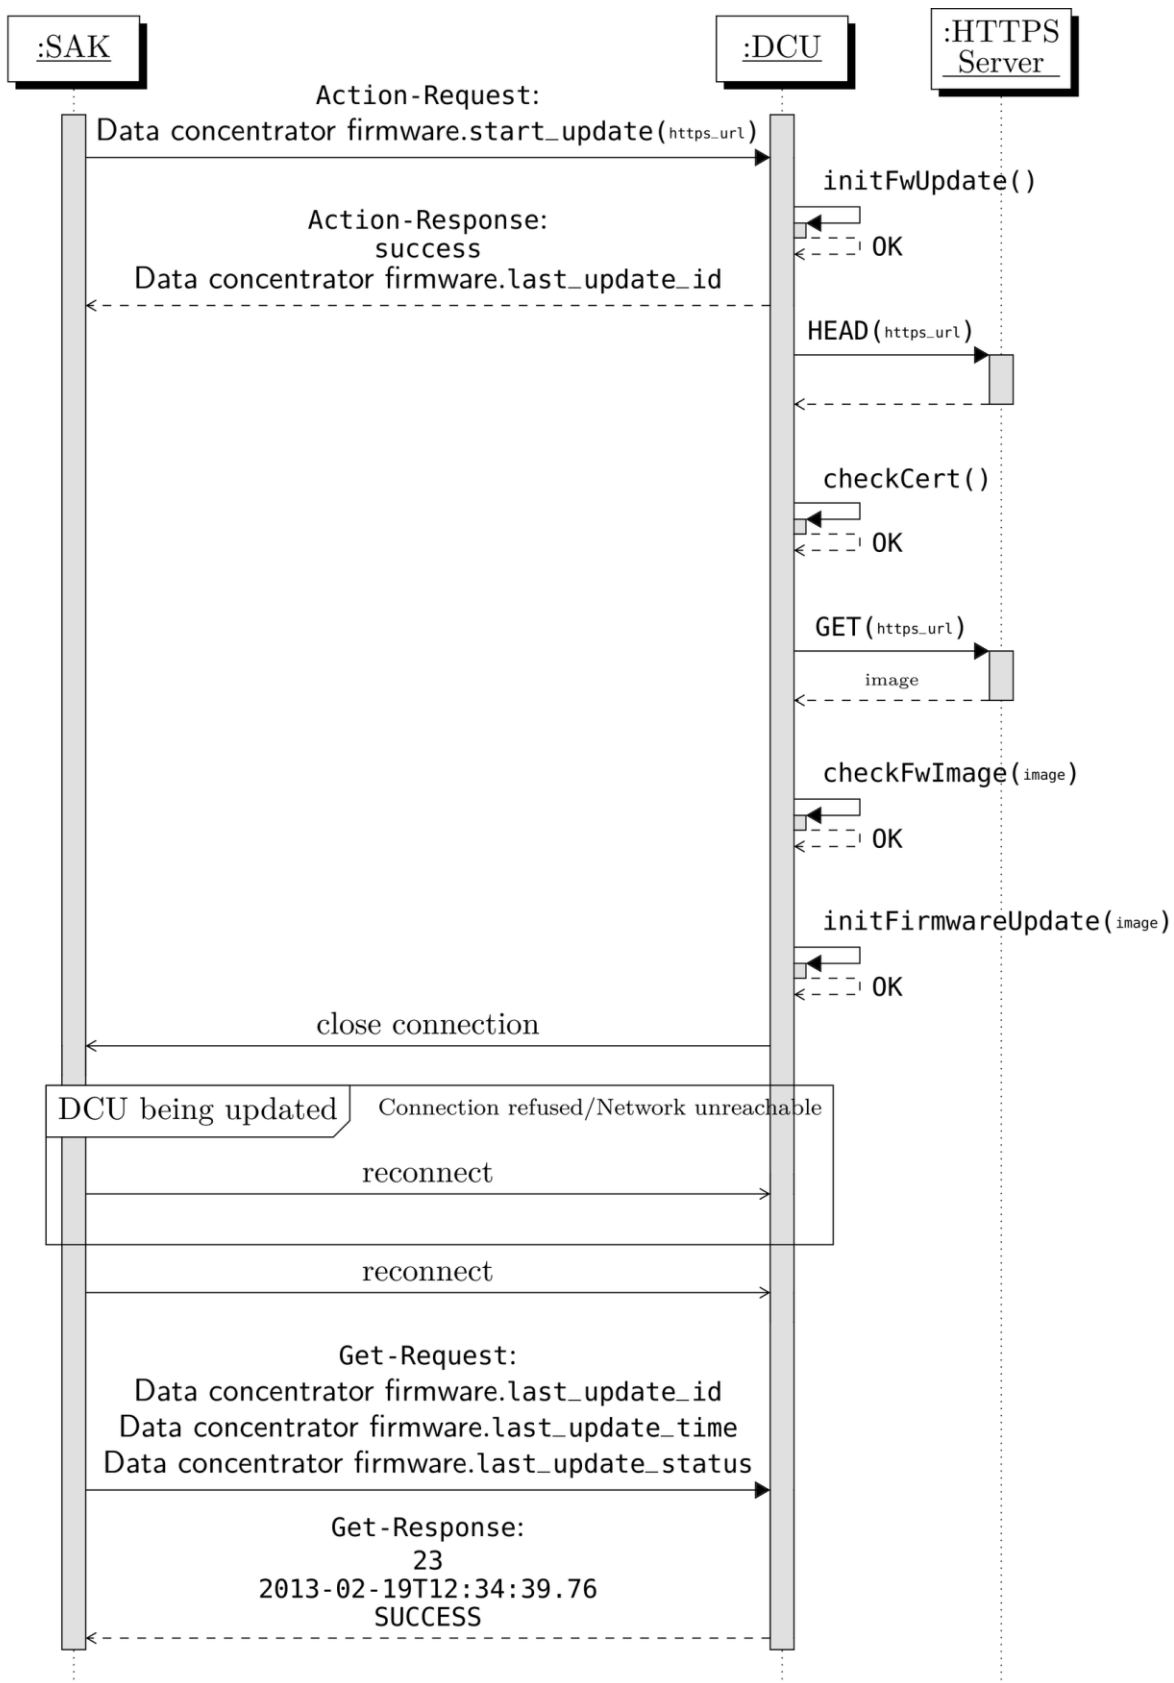 :SAK
:DCU
:HTTPS
Server
Action-Request:
Data concentrator firmware.start_update(https_url)
initFwUpdate()
OK
Action-Response:
success
Data concentrator firmware.last_update_id
HEAD(https_url)
checkCert()
OK
GET(https_url)
image
checkFwImage(image)
OK
initFirmwareUpdate(image)
OK
close connection
DCU being updated
Connection refused/Network unreachable
reconnect
reconnect
Get-Request:
Data concentrator firmware.last_update_id
Data concentrator firmware.last_update_time
Data concentrator firmware.last_update_status
Get-Response:
23
2013-02-19T12:34:39.76
SUCCESS